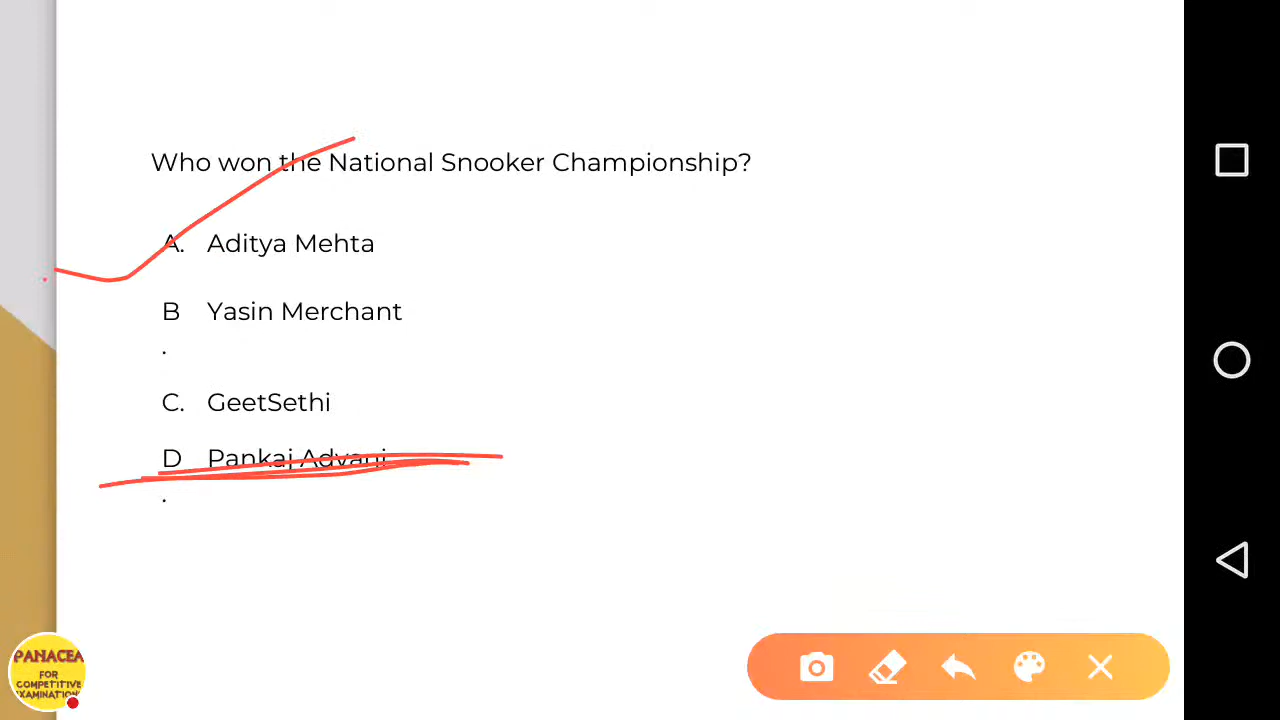 Who won the National Snooker Championship?
A. Aditya Mehta
B Yasin Merchant
.
C. GeetSethi
D Pankaj Advani
.
PANACEA
FOR
COMPETITIVE
EXAMINATION